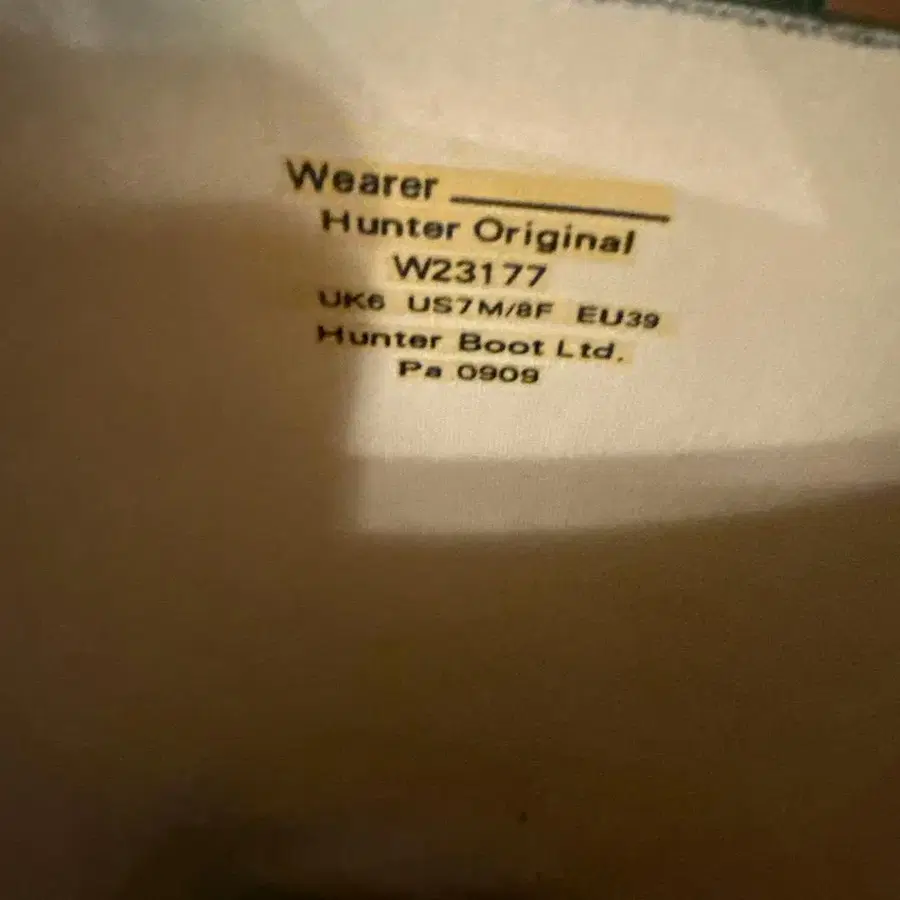 Wearer
Hunter Original
W23177
UK6 US7M/8F EU39
Hunter Boot Ltd.
Pa 0909